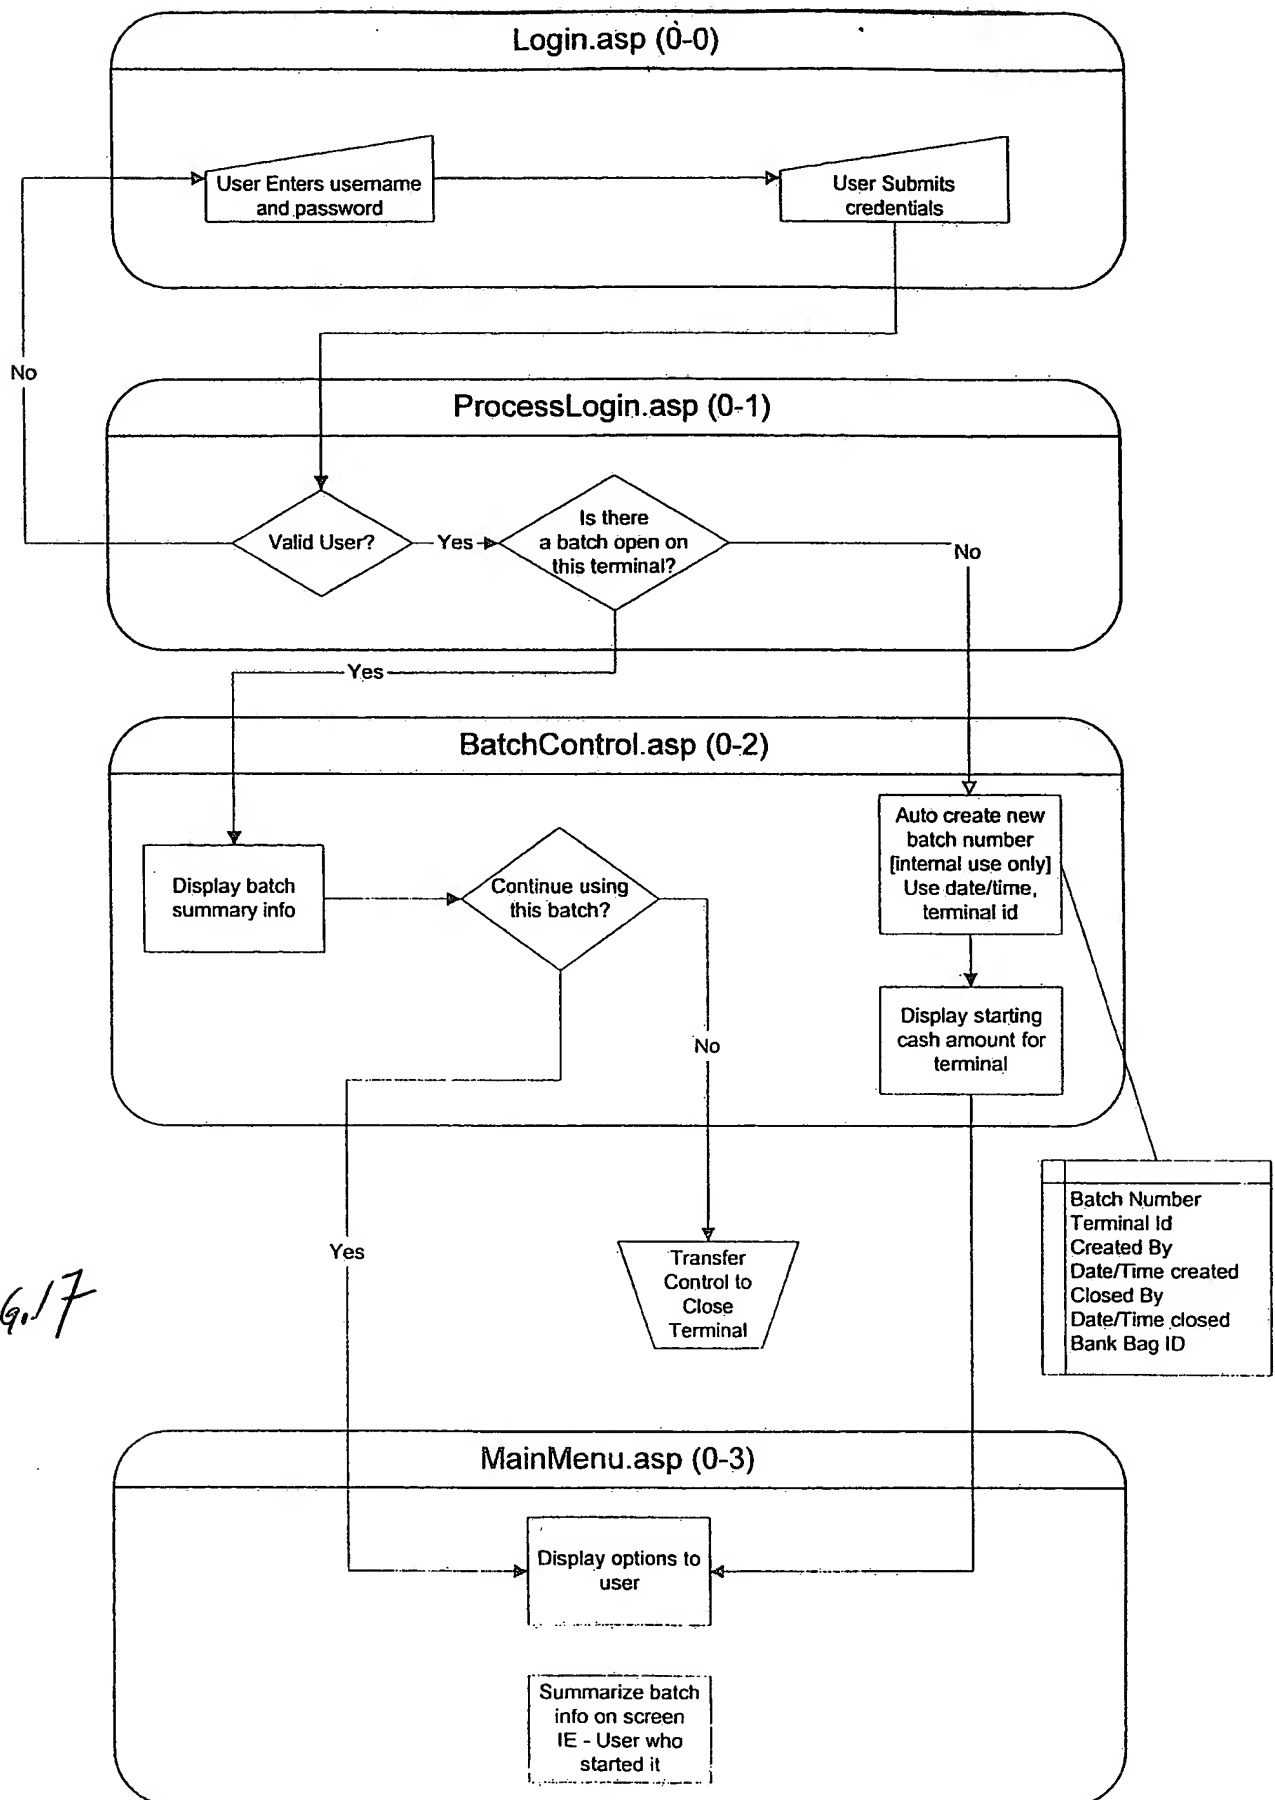 Login.asp (0-0)
User Enters username
and password
User Submits
credentials
No
ProcessLogin.asp (0-1)
Valid User?
Yes
Is there
a batch open on
this terminal?
No
Yes
BatchControl.asp (0-2)
Display batch
summary info
Continue using
this batch?
Auto create new
batch number
[internal use only]
Use date/time,
terminal id
Display starting
cash amount for
terminal
No
Yes
Transfer
Control to
Close
Terminal
Batch Number
Terminal Id
Created By
Date/Time created
Closed By
Date/Time closed
Bank Bag ID
G.17
MainMenu.asp (0-3)
Display options to
user
Summarize batch
info on screen
IE - User who
started it